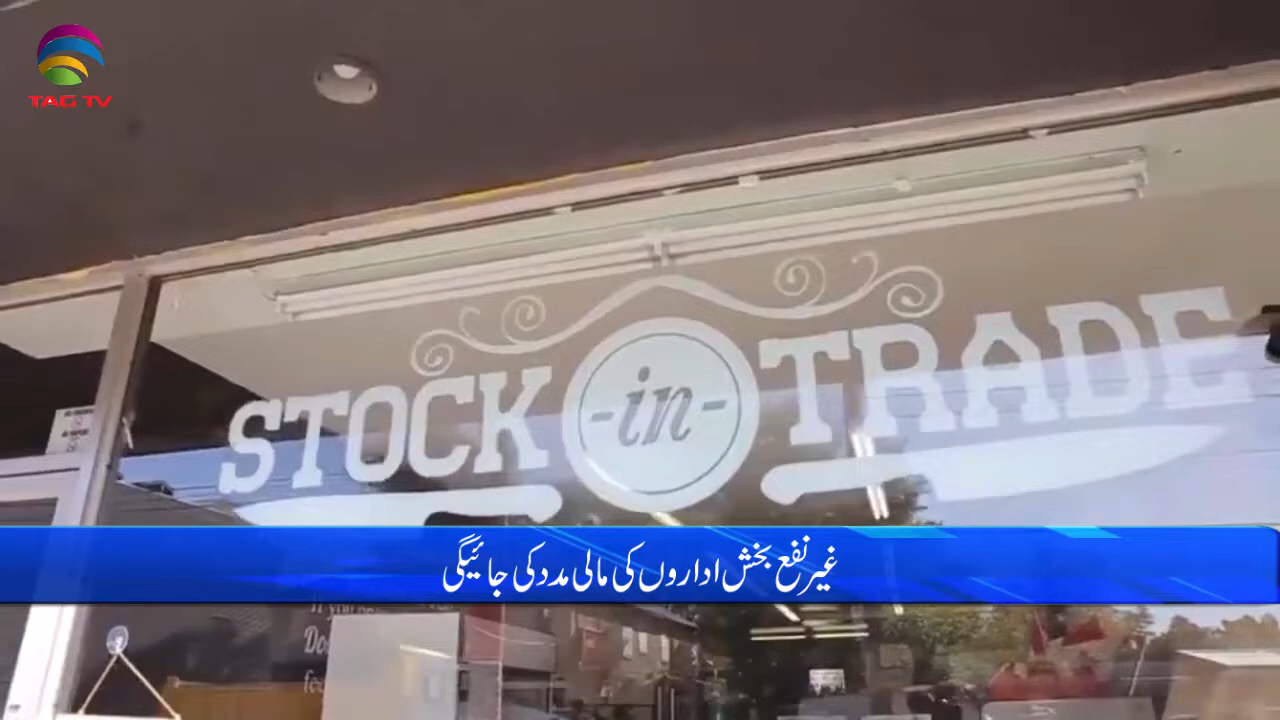 TAG TV
STOCK -in- TRADE
غیر نفع بخش اداروں کی مالی مدد کی جائیگی